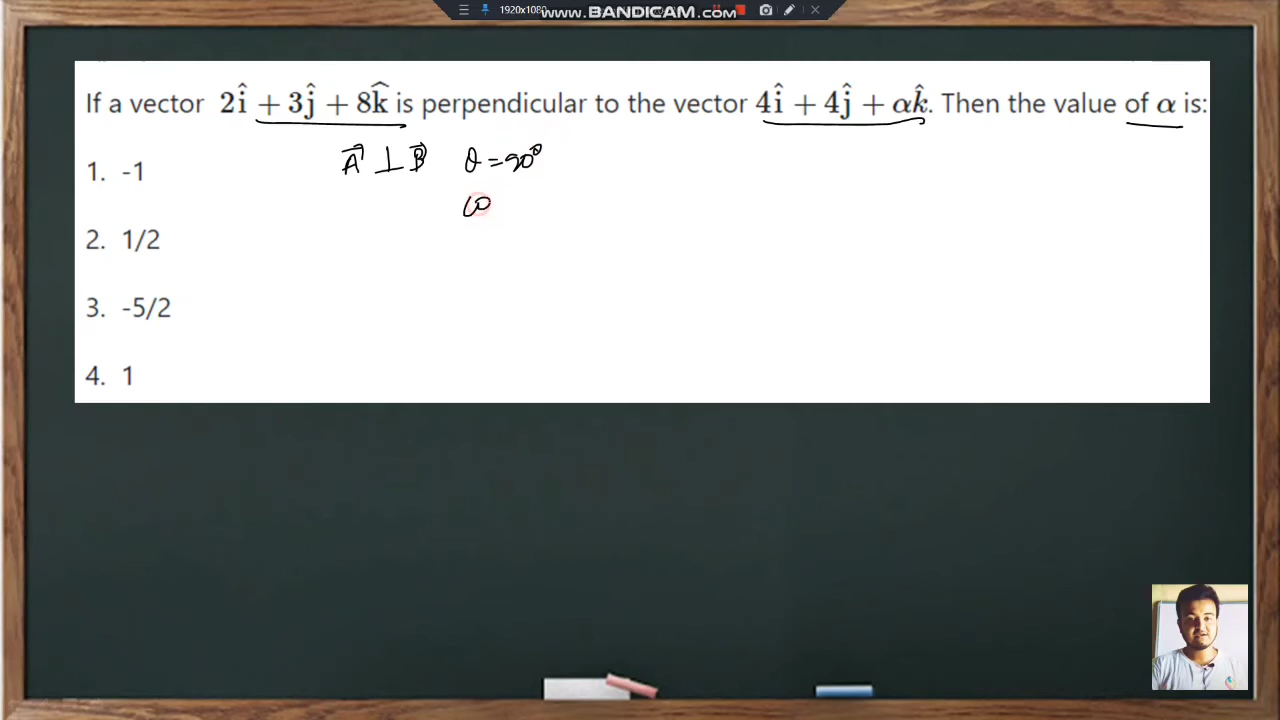 1920x1080
www.BANDICAM.com
If a vector 2î + 3ĵ + 8k̂ is perpendicular to the vector 4î + 4ĵ + αk̂. Then the value of α is:
A⃗ ⊥ B⃗ θ = 90°
1. -1
co
2. 1/2
3. -5/2
4. 1